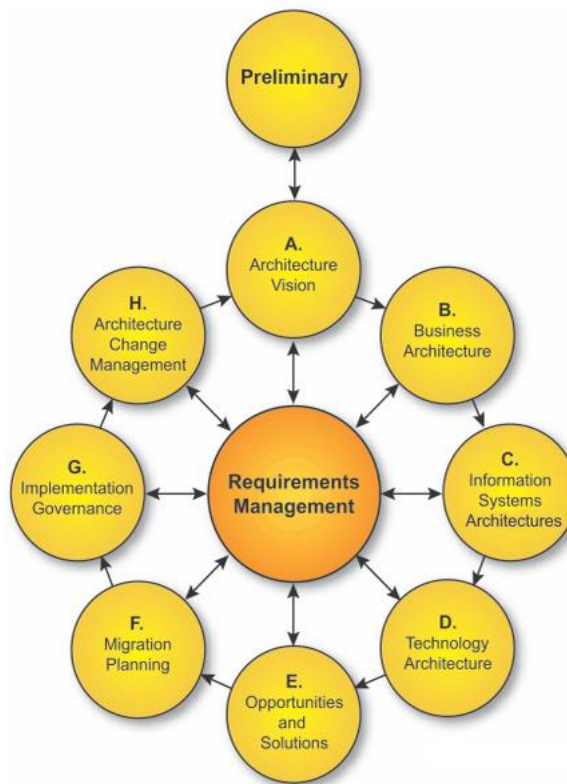 Preliminary
A.
Architecture
Vision
B.
Business
Architecture
C.
Information
Systems
Architectures
D.
Technology
Architecture
E.
Opportunities
and
Solutions
F.
Migration
Planning
G.
Implementation
Governance
H.
Architecture
Change
Management
Requirements
Management